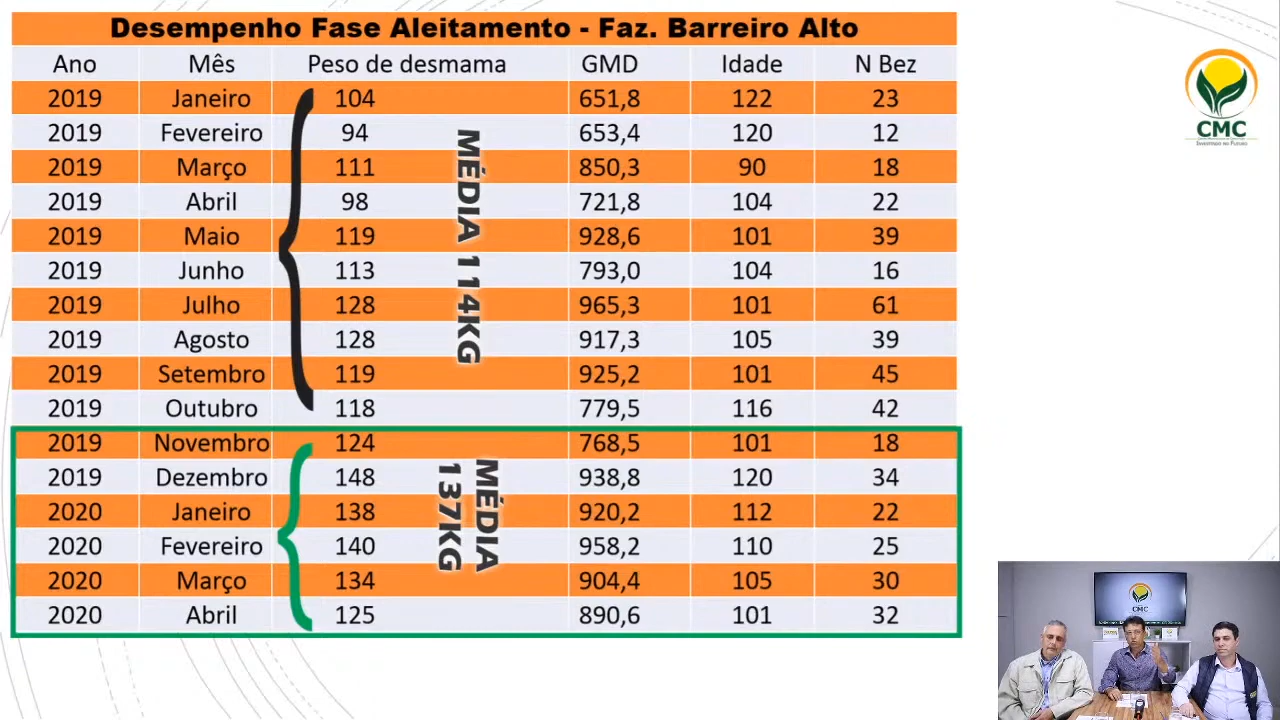 Desempenho Fase Aleitamento - Faz. Barreiro Alto
Ano Mês Peso de desmama GMD Idade N Bez
2019 Janeiro 104 651,8 122 23
2019 Fevereiro 94 653,4 120 12
2019 Março 111 850,3 90 18
2019 Abril 98 721,8 104 22
2019 Maio 119 928,6 101 39
2019 Junho 113 793,0 104 16
2019 Julho 128 965,3 101 61
2019 Agosto 128 917,3 105 39
2019 Setembro 119 925,2 101 45
2019 Outubro 118 779,5 116 42
MÉDIA 114KG
2019 Novembro 124 768,5 101 18
2019 Dezembro 148 938,8 120 34
2020 Janeiro 138 920,2 112 22
2020 Fevereiro 140 958,2 110 25
2020 Março 134 904,4 105 30
2020 Abril 125 890,6 101 32
MÉDIA
137KG
CMC
Investindo no Futuro
CMC